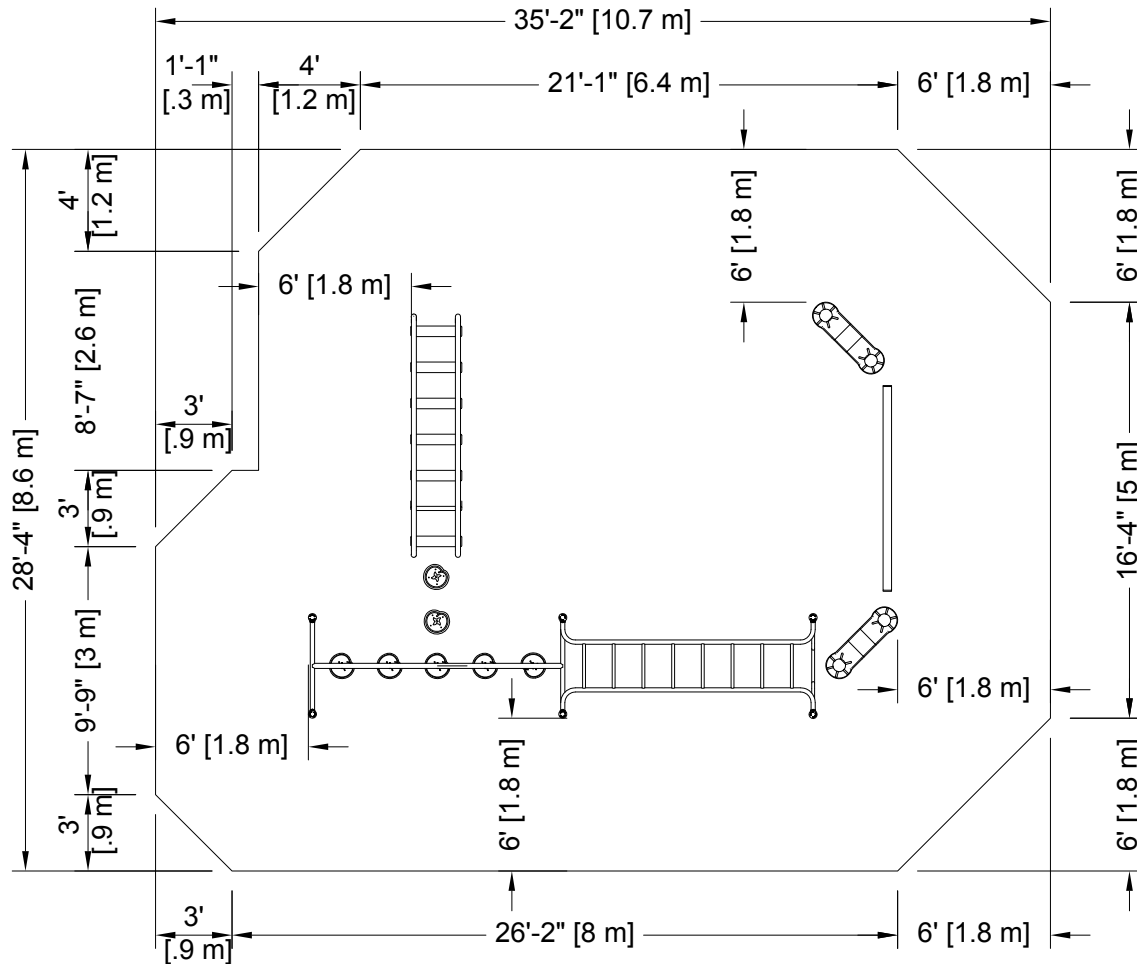 35'-2" [10.7 m]
1'-1"
[.3 m]
4'
[1.2 m]
21'-1" [6.4 m]
6' [1.8 m]
4'
[1.2 m]
6' [1.8 m]
6' [1.8 m]
6' [1.8 m]
8'-7" [2.6 m]
3'
[.9 m]
28'-4" [8.6 m]
3'
[.9 m]
16'-4" [5 m]
9'-9" [3 m]
6' [1.8 m]
6' [1.8 m]
6' [1.8 m]
3'
[.9 m]
6' [1.8 m]
3'
[.9 m]
26'-2" [8 m]
6' [1.8 m]